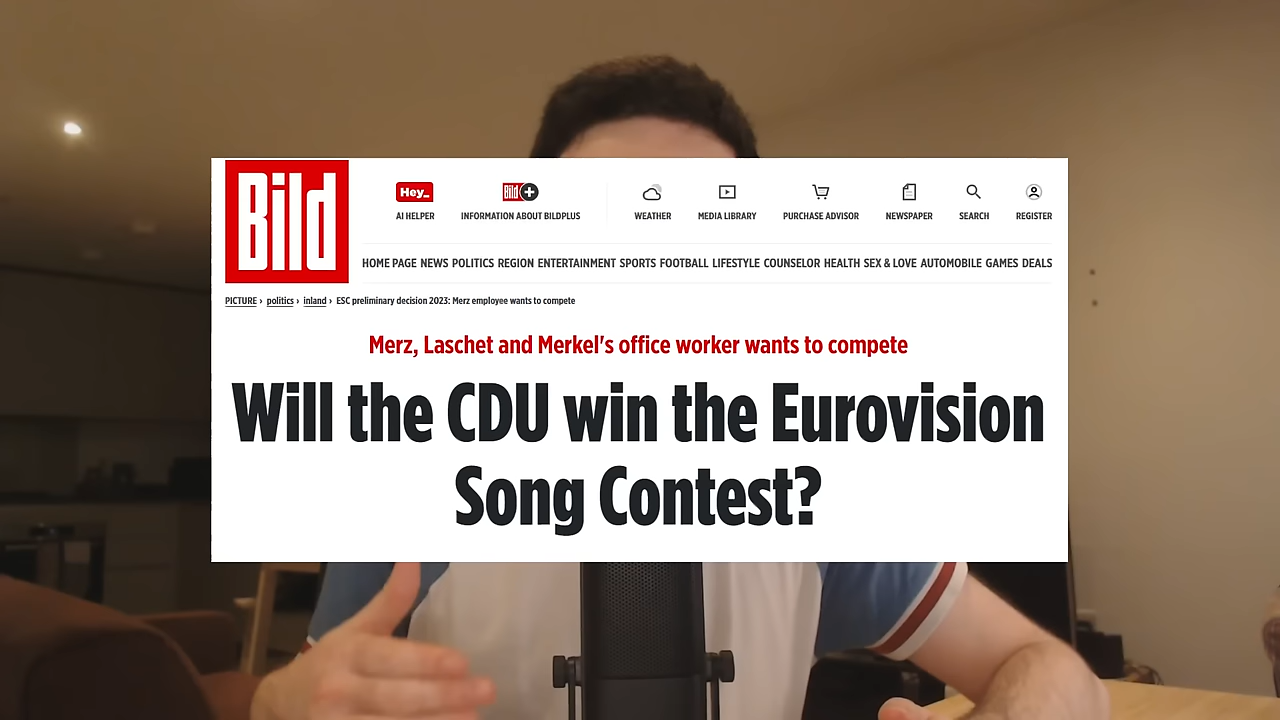 Bild
Hey_
Bild +
AI HELPER
INFORMATION ABOUT BILDPLUS
WEATHER
MEDIA LIBRARY
PURCHASE ADVISOR
NEWSPAPER
SEARCH
REGISTER
HOME PAGE NEWS POLITICS REGION ENTERTAINMENT SPORTS FOOTBALL LIFESTYLE COUNSELOR HEALTH SEX & LOVE AUTOMOBILE GAMES DEALS
PICTURE › politics › inland › ESC preliminary decision 2023: Merz employee wants to compete
Merz, Laschet and Merkel's office worker wants to compete
Will the CDU win the Eurovision
Song Contest?